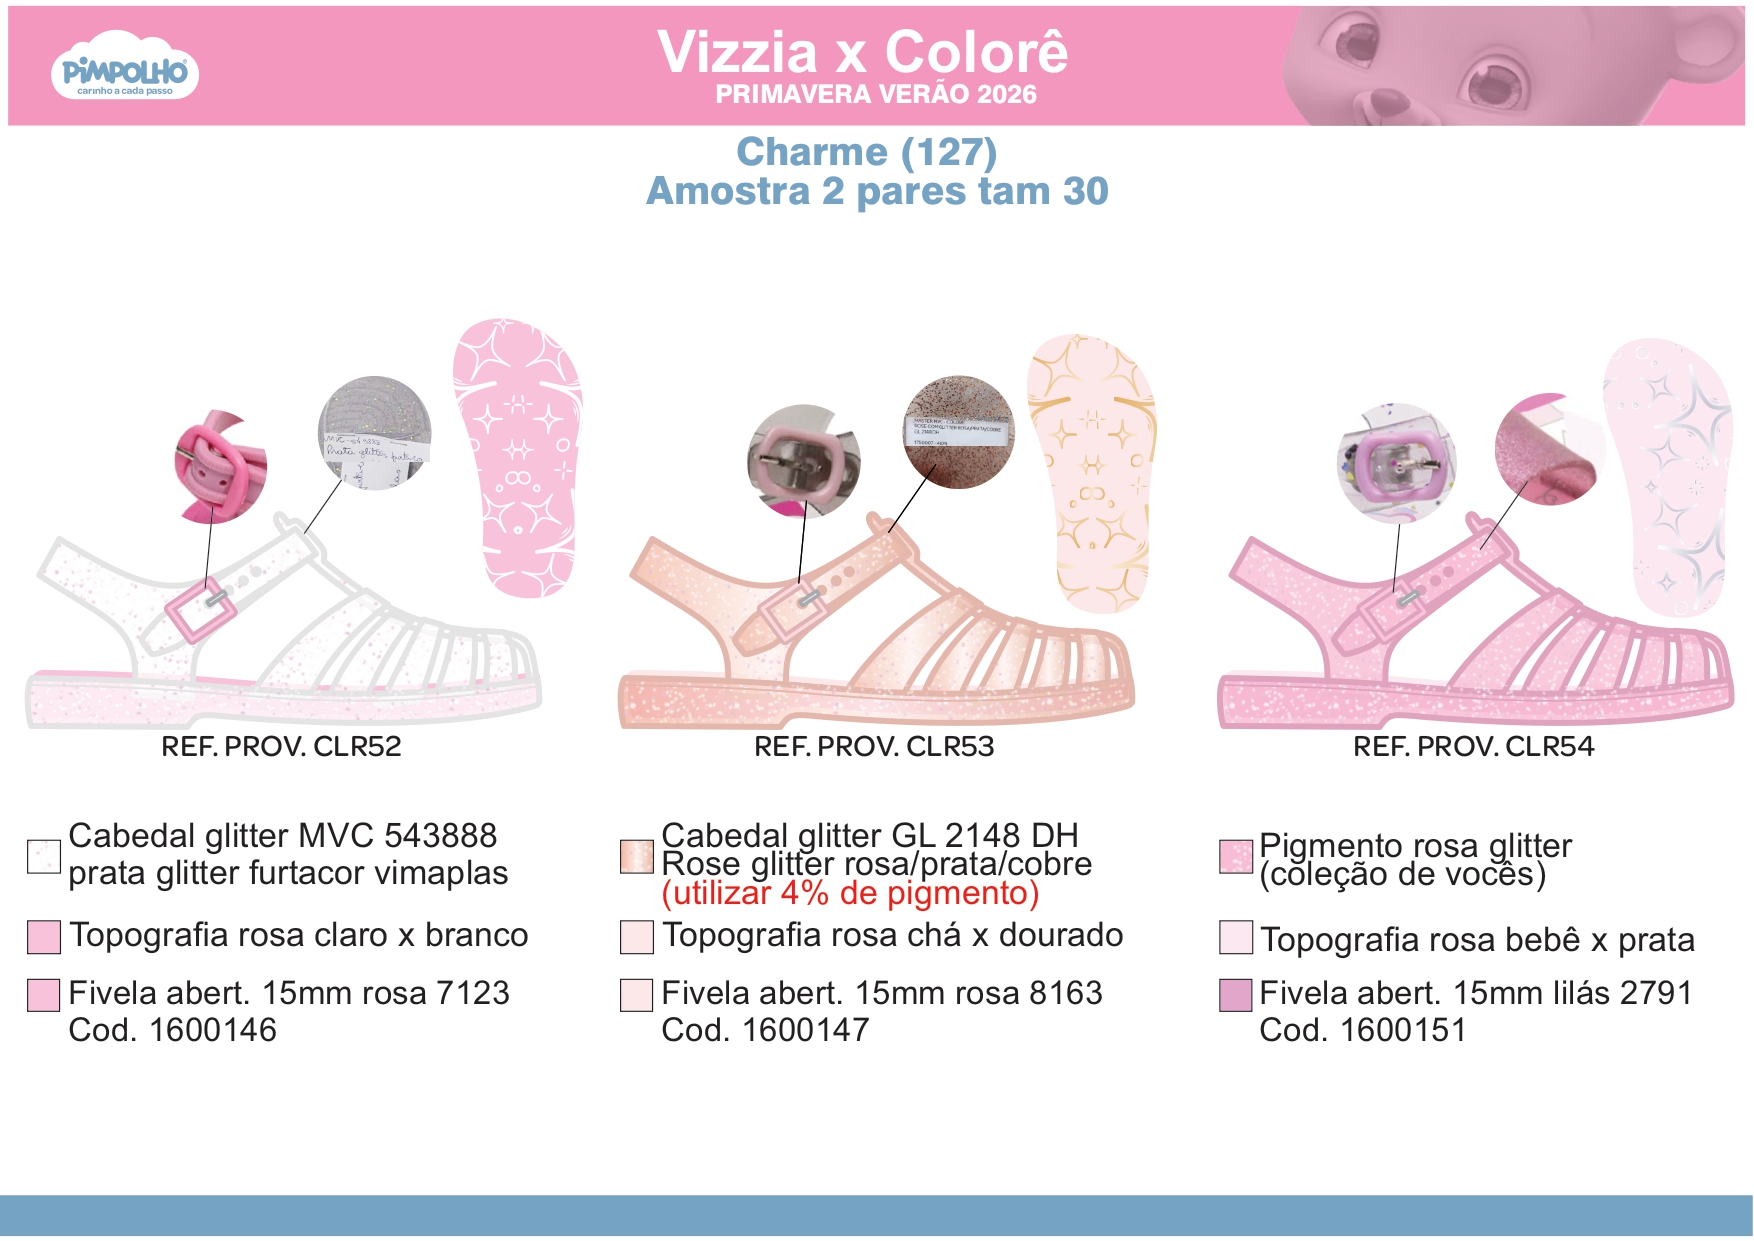 PiMPOLHO
carinho a cada passo
Vizzia x Colorê
PRIMAVERA VERÃO 2026
Charme (127)
Amostra 2 pares tam 30
REF. PROV. CLR52
REF. PROV. CLR53
REF. PROV. CLR54
Cabedal glitter MVC 543888
prata glitter furtacor vimaplas
Topografia rosa claro x branco
Fivela abert. 15mm rosa 7123
Cod. 1600146
Cabedal glitter GL 2148 DH
Rose glitter rosa/prata/cobre
(utilizar 4% de pigmento)
Topografia rosa chá x dourado
Fivela abert. 15mm rosa 8163
Cod. 1600147
Pigmento rosa glitter
(coleção de vocês)
Topografia rosa bebê x prata
Fivela abert. 15mm lilás 2791
Cod. 1600151